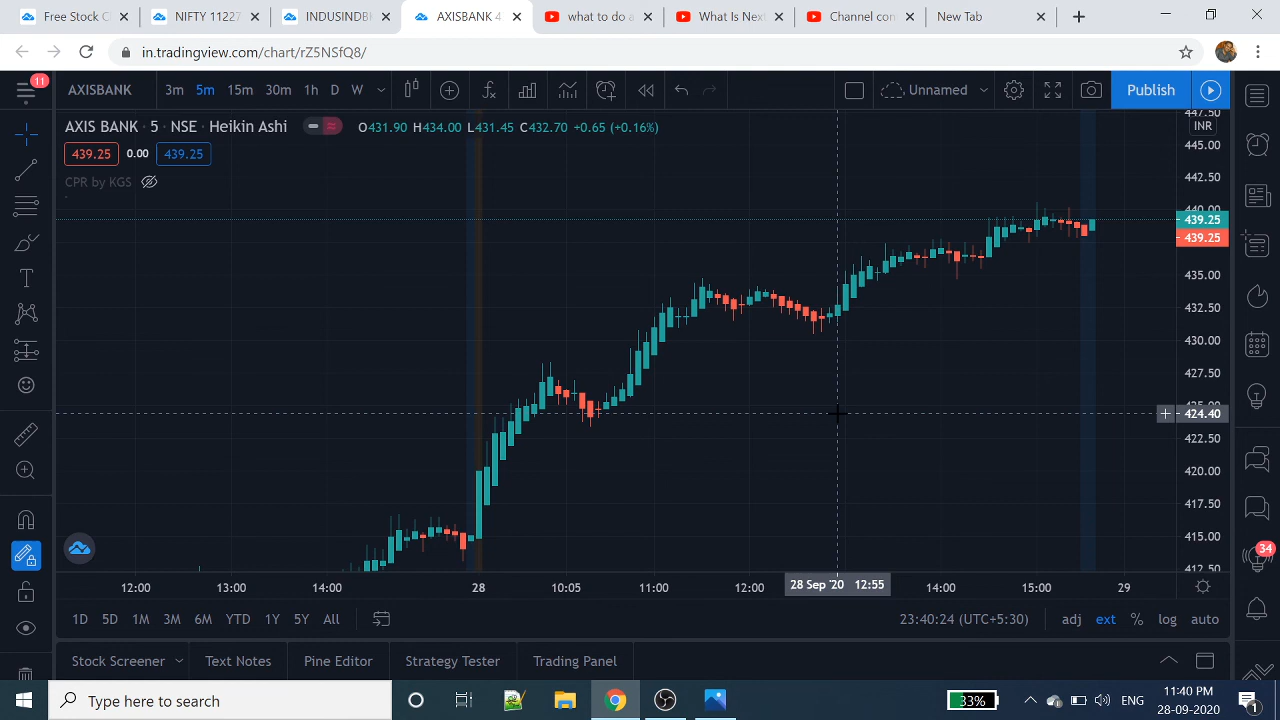 Free Stock C
NIFTY 11227
INDUSINDBK
AXISBANK 4
what to do a
What is Next
Channel con
New Tab
in.tradingview.com/chart/rZ5NSfQ8/
11
AXISBANK
3m 5m 15m 30m 1h D W
Unnamed
Publish
AXIS BANK · 5 · NSE · Heikin Ashi
O431.90 H434.00 L431.45 C432.70 +0.65 (+0.16%)
439.25 0.00 439.25
CPR by KGS
447.50
INR
445.00
442.50
440.00
439.25
439.25
435.00
432.50
430.00
427.50
425.00
424.40
422.50
420.00
417.50
415.00
412.50
12:00 13:00 14:00 28 10:05 11:00 12:00 28 Sep '20 12:55 14:00 15:00 29
1D 5D 1M 3M 6M YTD 1Y 5Y All
23:40:24 (UTC+5:30) adj ext % log auto
34
Stock Screener Text Notes Pine Editor Strategy Tester Trading Panel
Type here to search
33%
ENG
11:40 PM
28-09-2020
1